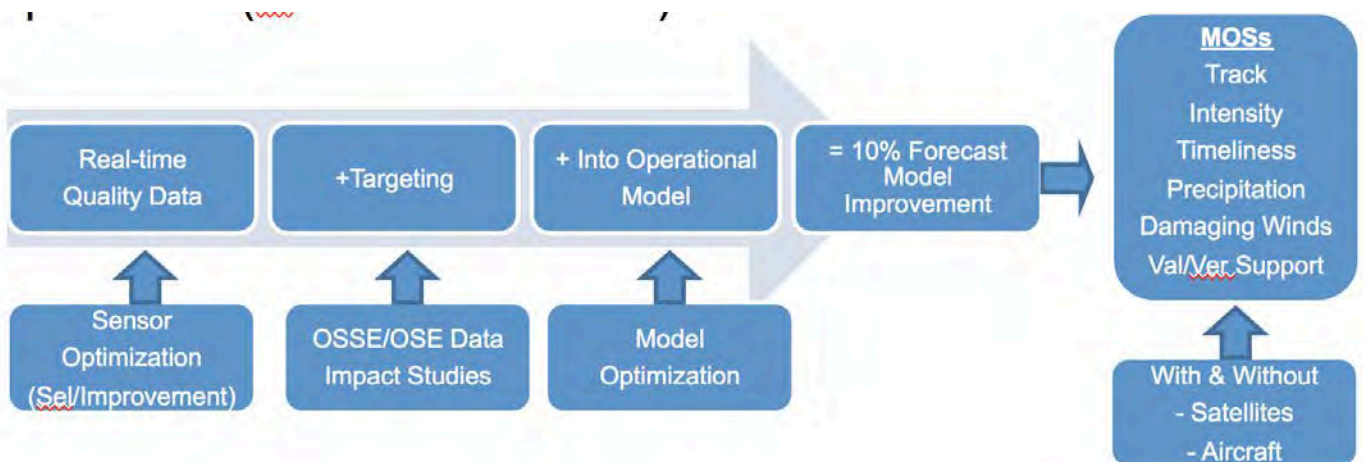 Real-time
Quality Data
+Targeting
+ Into Operational
Model
= 10% Forecast
Model
Improvement
MOSs
Track
Intensity
Timeliness
Precipitation
Damaging Winds
Val/Ver Support
Sensor
Optimization
(Sel/Improvement)
OSSE/OSE Data
Impact Studies
Model
Optimization
With & Without
- Satellites
- Aircraft